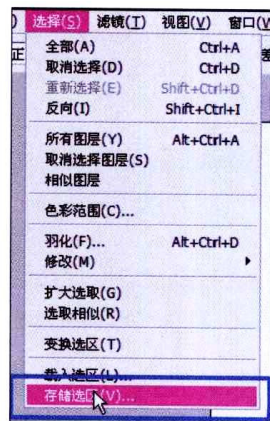 选择(S) 滤镜(T) 视图(V) 窗口(
正
全部(A) Ctrl+A
取消选择(D) Ctrl+D
重新选择(E) Shift+Ctrl+D
反向(I) Shift+Ctrl+I
所有图层(Y) Alt+Ctrl+A
取消选择图层(S)
相似图层
色彩范围(C)...
羽化(F)... Alt+Ctrl+D
修改(M)
扩大选取(G)
选取相似(R)
变换选区(T)
载入选区(L)...
存储选区(V)...